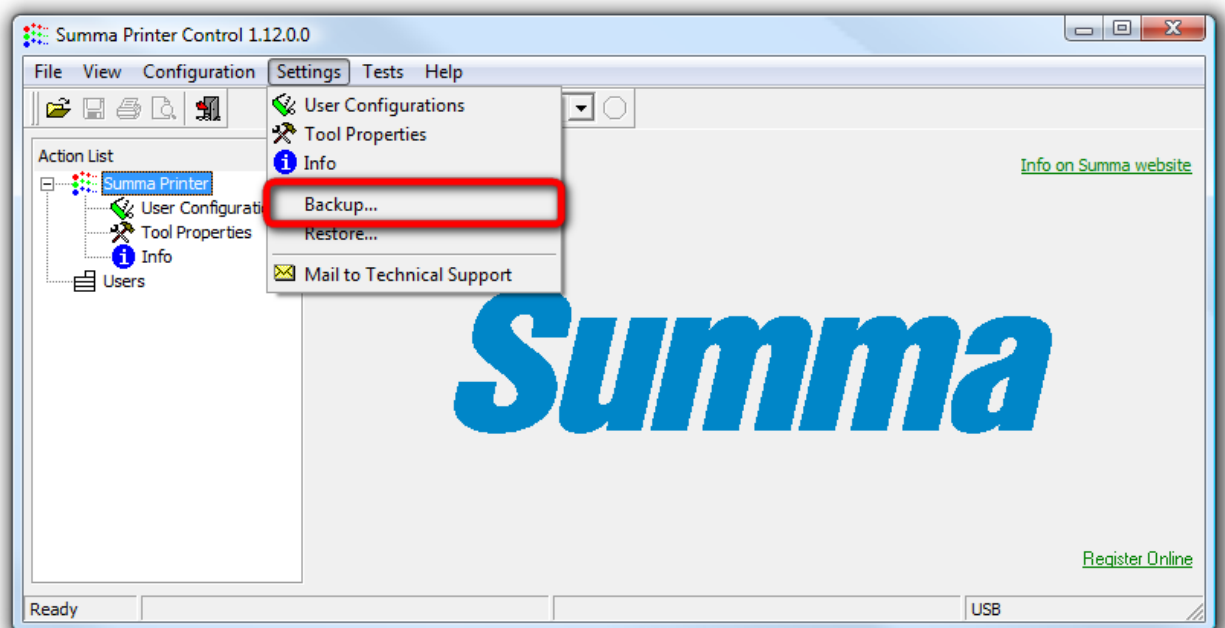 Summa Printer Control 1.12.0.0
File View Configuration Settings Tests Help
User Configurations
Tool Properties
Info
Backup...
Restore...
Mail to Technical Support
Action List
Summa Printer
User Configurati
Tool Properties
Info
Users
Info on Summa website
Summa
Register Online
Ready
USB